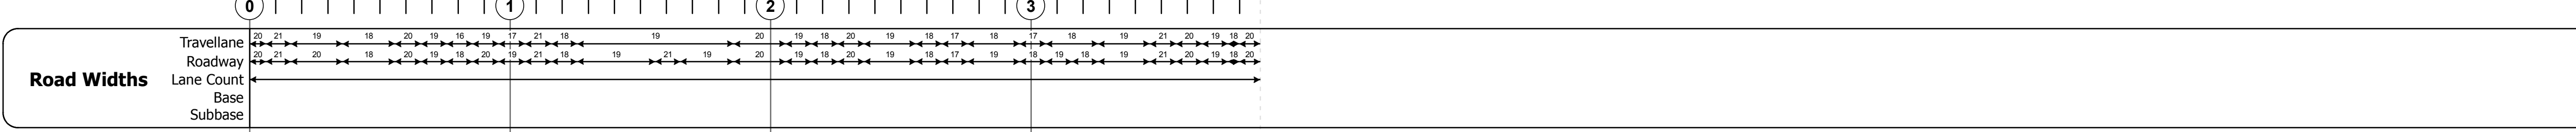 0 1 2 3
Travellane 20 21 19 18 20 19 16 19 17 21 18 19 20 19 18 20 19 18 17 18 17 18 19 21 20 19 18 20
Roadway 20 21 20 18 20 19 18 20 19 21 18 19 21 19 20 19 18 20 19 18 17 19 18 19 18 19 21 20 19 18 20
Road Widths
Lane Count
Base
Subbase